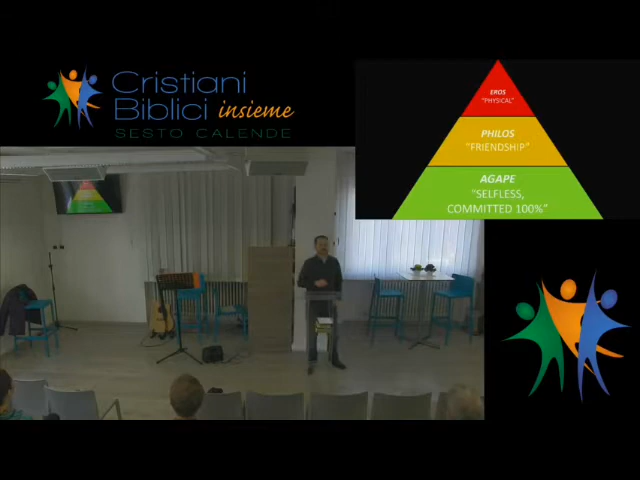 Cristiani
Biblici insieme
SESTO CALENDE
EROS
"PHYSICAL"
PHILOS
"FRIENDSHIP"
AGAPE
"SELFLESS,
COMMITTED 100%"